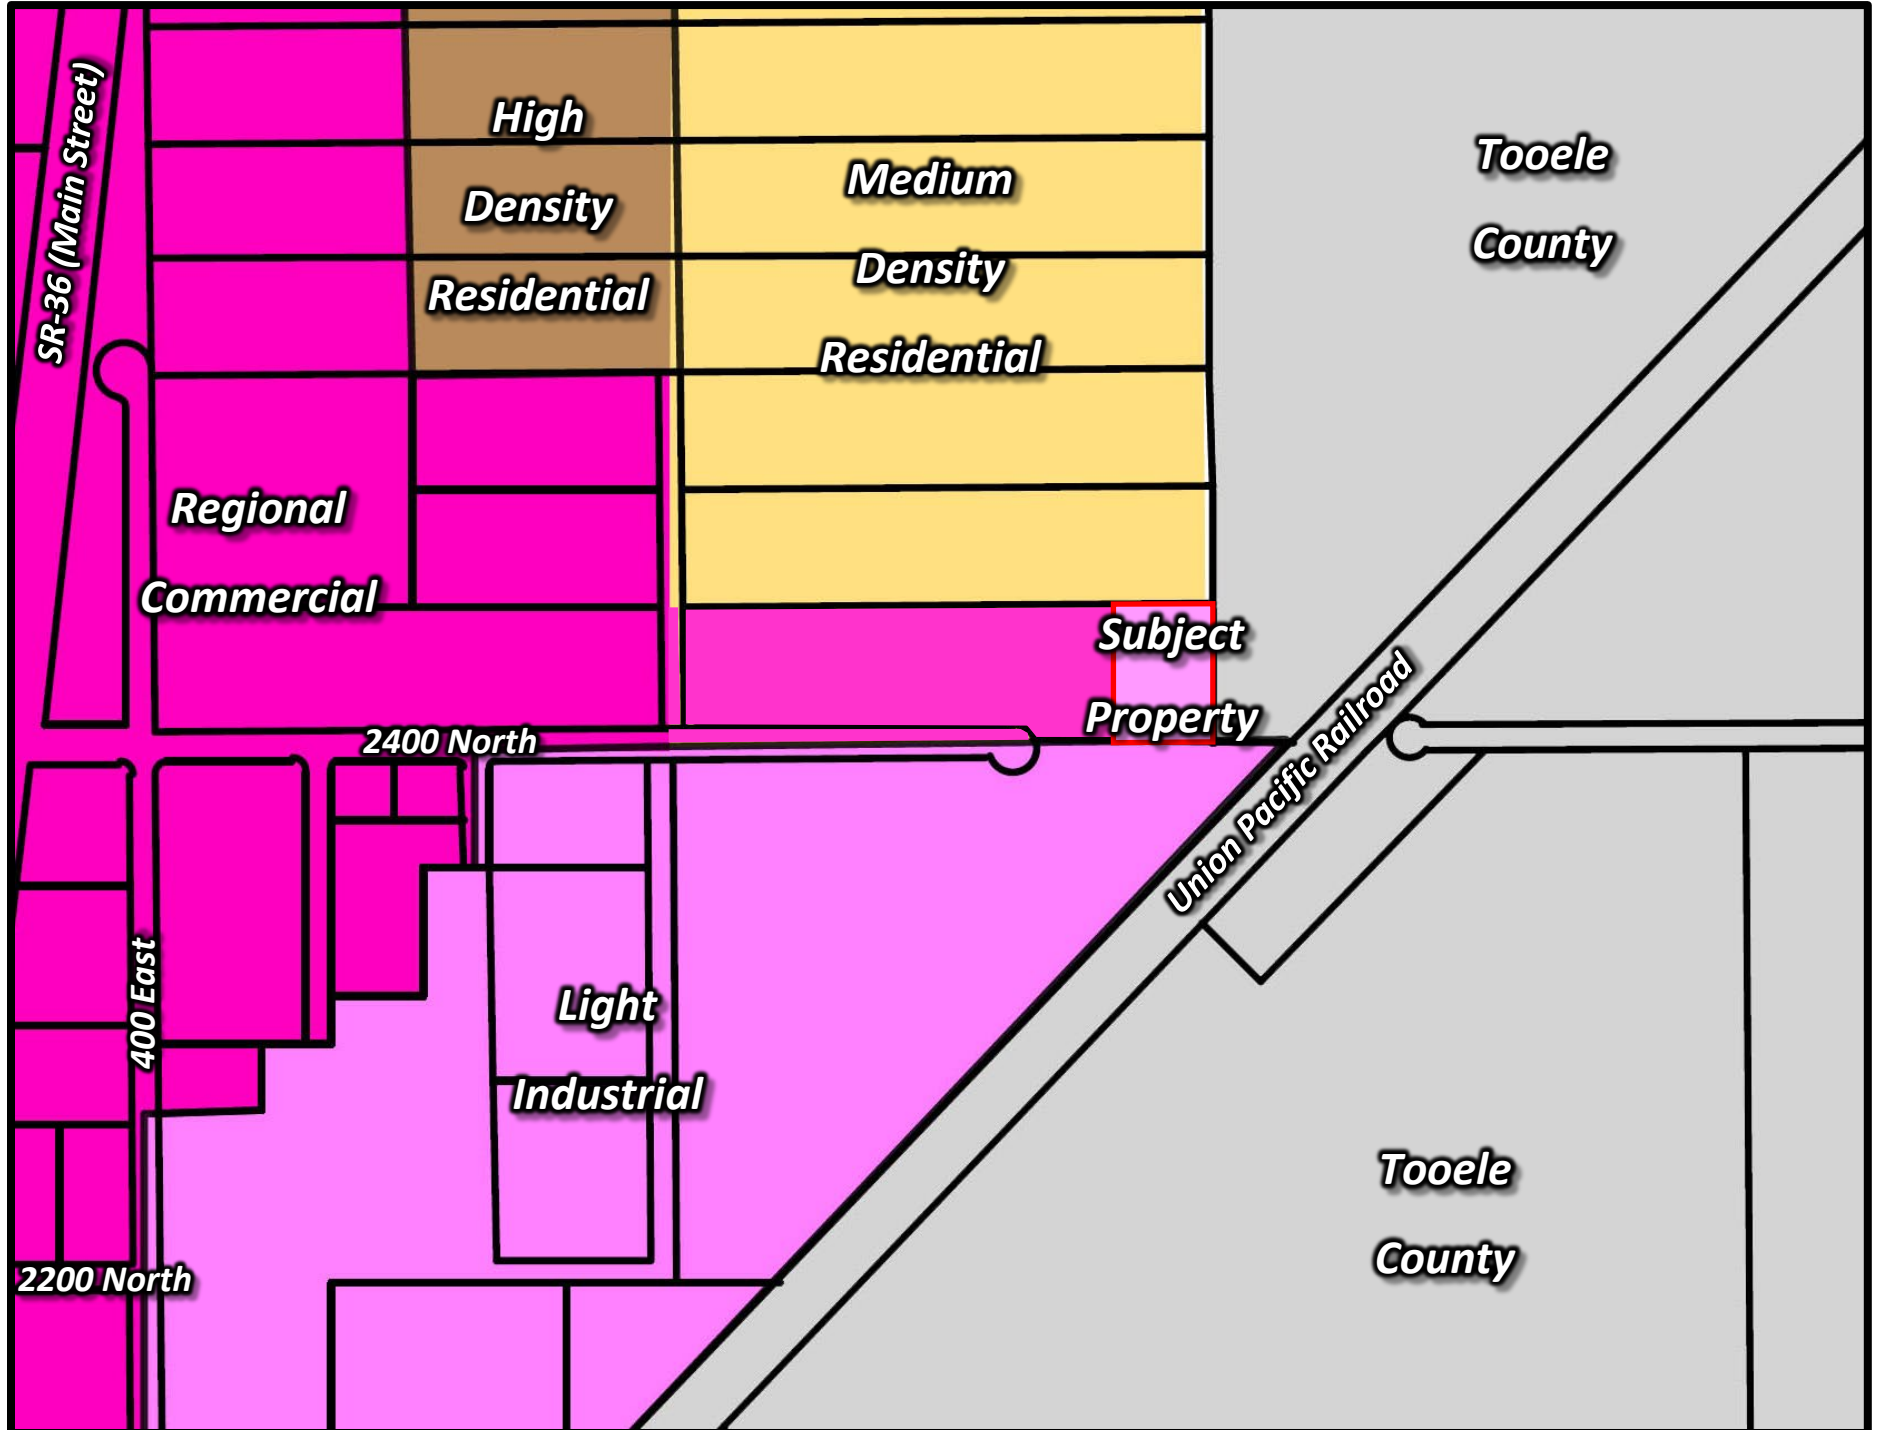 SR-36 (Main Street)
High
Density
Residential
Medium
Density
Residential
Tooele
County
Regional
Commercial
Subject
Property
Union Pacific Railroad
2400 North
400 East
Light
Industrial
2200 North
Tooele
County